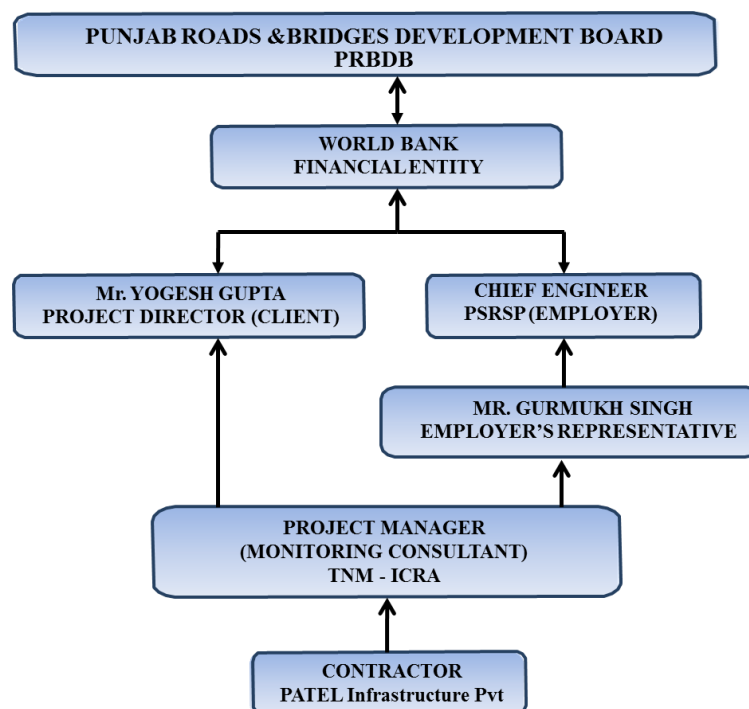 PUNJAB ROADS &BRIDGES DEVELOPMENT BOARD
PRBDB
WORLD BANK
FINANCIALENTITY
Mr. YOGESH GUPTA
PROJECT DIRECTOR (CLIENT)
CHIEF ENGINEER
PSRSP (EMPLOYER)
MR. GURMUKH SINGH
EMPLOYER’S REPRESENTATIVE
PROJECT MANAGER
(MONITORING CONSULTANT)
TNM - ICRA
CONTRACTOR
PATEL Infrastructure Pvt